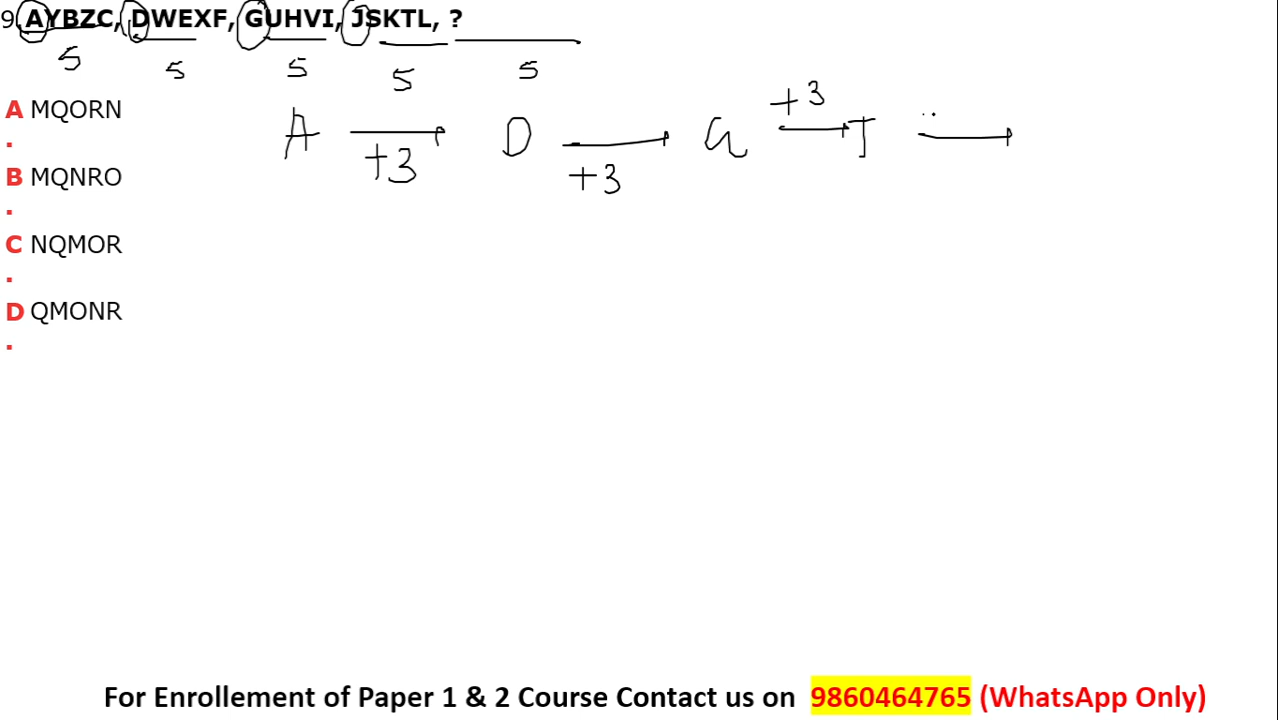 9 AYBZC, DWEXF, GUHVI, JSKTL, ?
5 5 5 5 5
A MQORN
.
B MQNRO
.
C NQMOR
.
D QMONR
.
A +3 D +3 G +3 J
For Enrollement of Paper 1 & 2 Course Contact us on 9860464765 (WhatsApp Only)